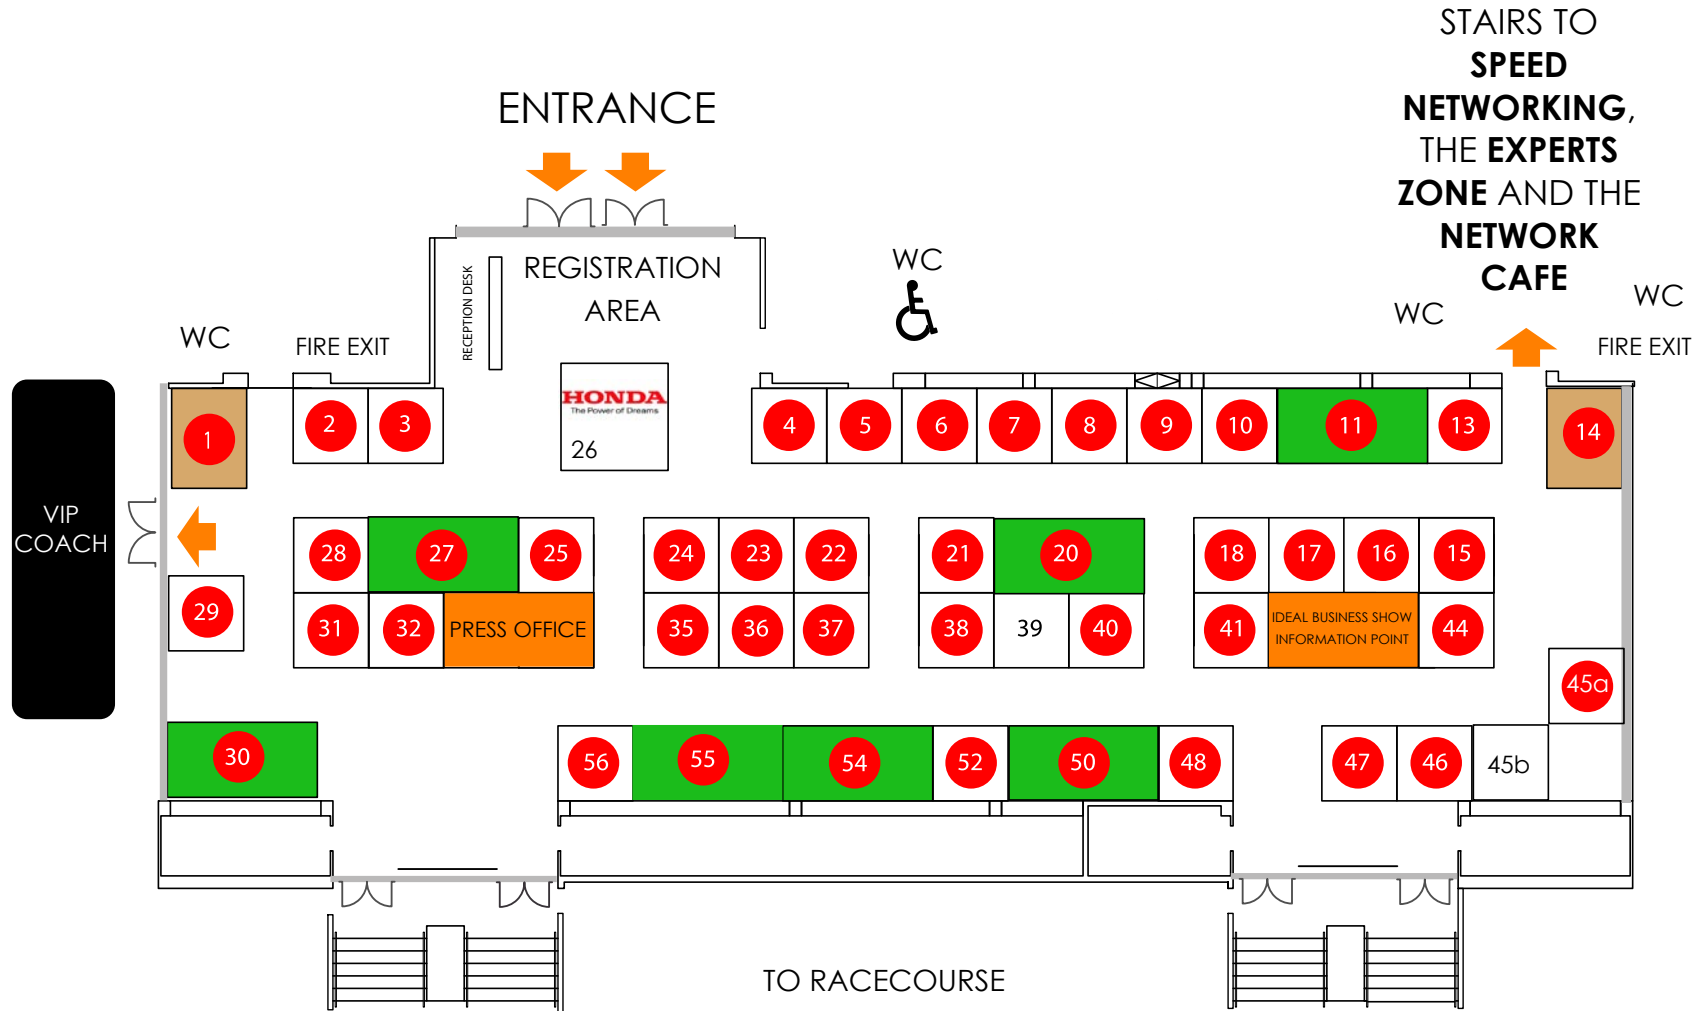 STAIRS TO
SPEED
NETWORKING,
THE EXPERTS
ZONE AND THE
NETWORK
CAFE
ENTRANCE
WC
WC
WC
WC
FIRE EXIT
FIRE EXIT
RECEPTION DESK
REGISTRATION
AREA
HONDA
The Power of Dreams
26
1
2
3
4
5
6
7
8
9
10
11
13
14
VIP
COACH
28
27
25
24
23
22
21
20
18
17
16
15
29
31
32
PRESS OFFICE
35
36
37
38
39
40
41
IDEAL BUSINESS SHOW
INFORMATION POINT
44
45a
30
56
55
54
52
50
48
47
46
45b
TO RACECOURSE